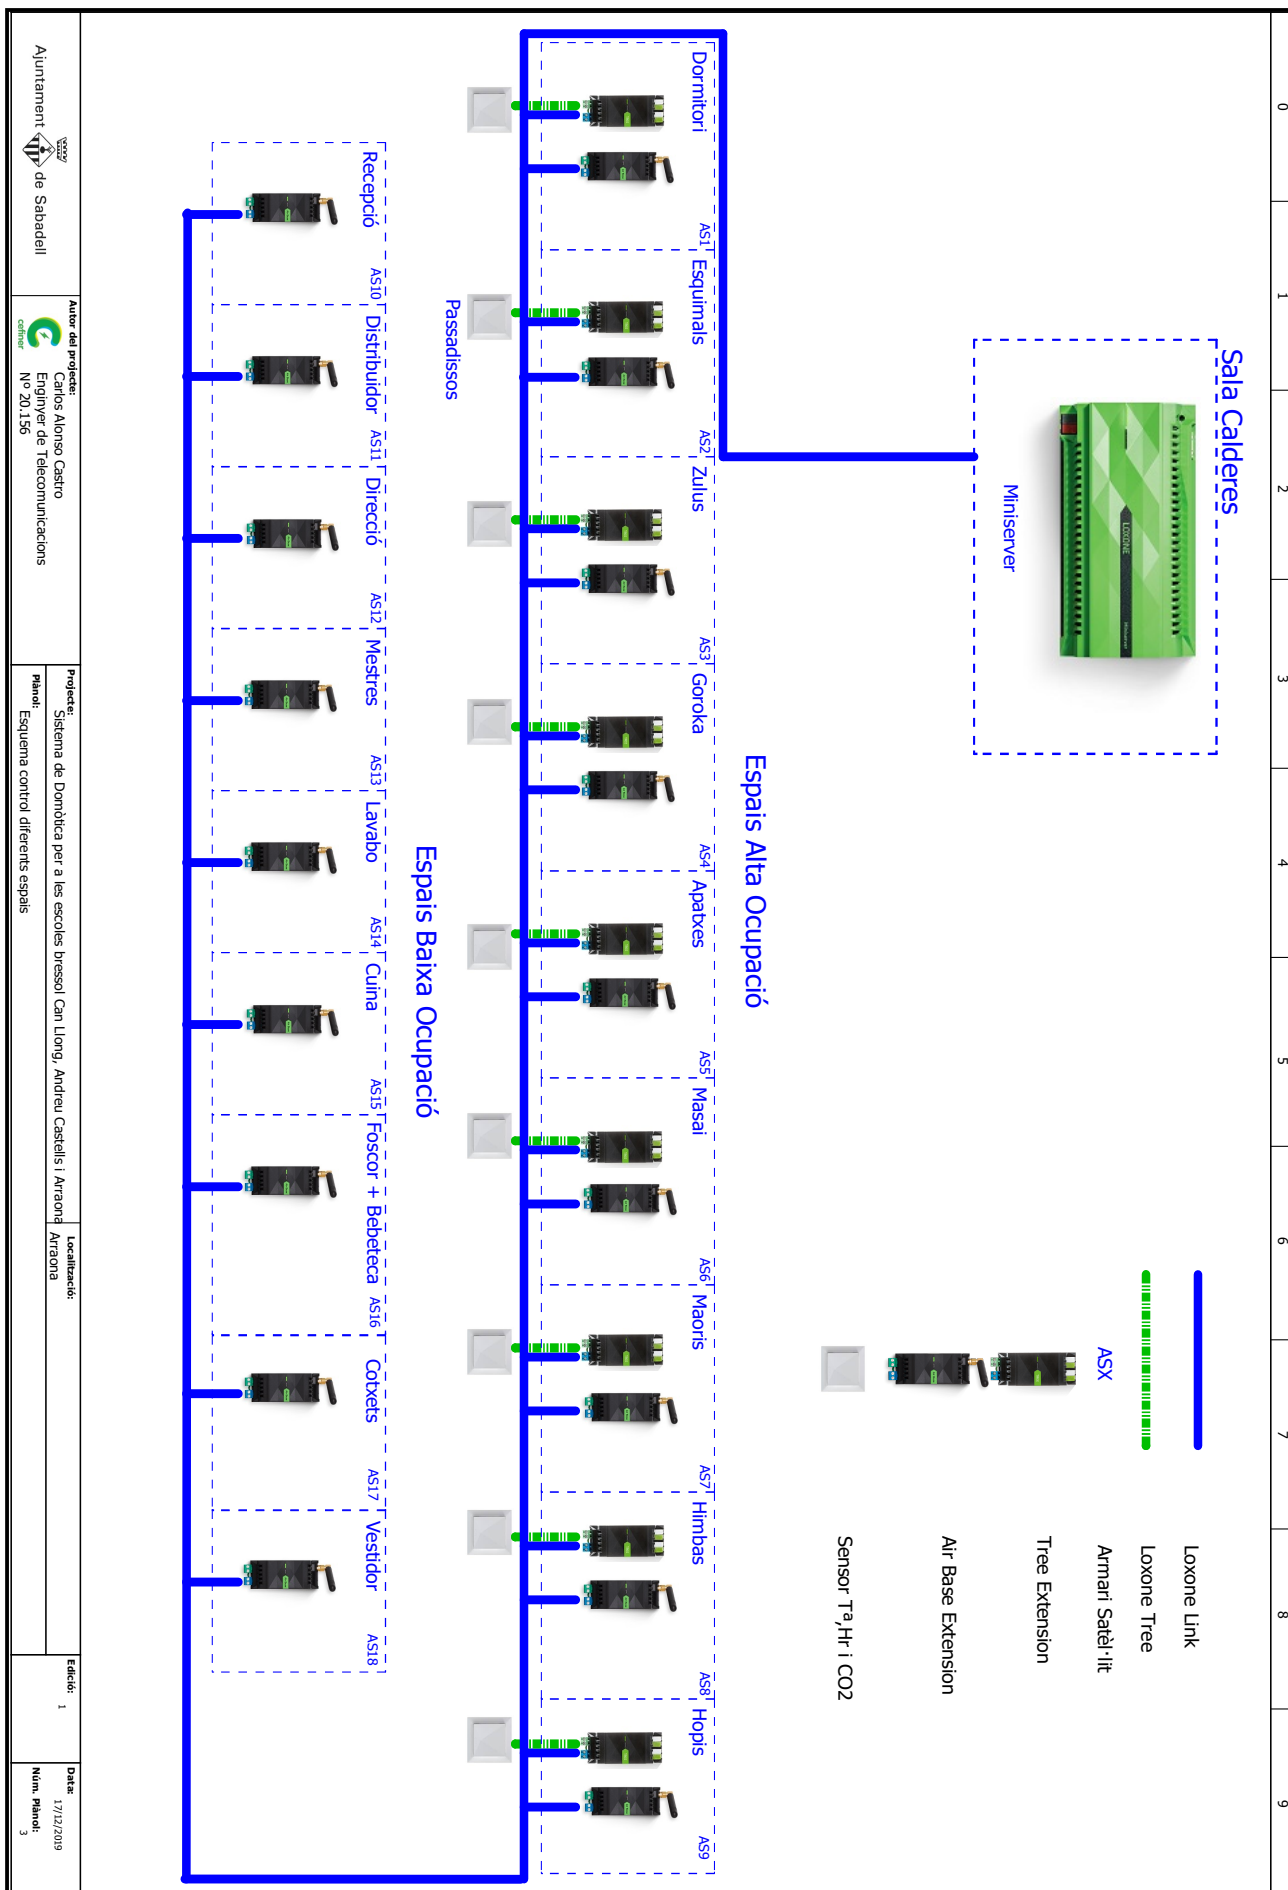 0 1 2 3 4 5 6 7 8 9
Sala Calderes
LOXONE
Miniserver
Miniserver
Loxone Link
Loxone Tree
ASX
Armari Satèl·lit
Tree Extension
Air Base Extension
Sensor Tª,Hr i CO2
Espais Alta Ocupació
Dormitori
AS1
Esquimals
AS2
Zulus
AS3
Goroka
AS4
Apatxes
AS5
Masai
AS6
Maoris
AS7
Himbas
AS8
Hopis
AS9
Passadissos
Espais Baixa Ocupació
Recepció
AS10
Distribuidor
AS11
Direcció
AS12
Mestres
AS13
Lavabo
AS14
Cuina
AS15
Foscor + Bebeteca
AS16
Cotxets
AS17
Vestidor
AS18
Ajuntament de Sabadell
Autor del projecte:
cefiner
Carlos Alonso Castro
Enginyer de Telecomunicacions
Nº 20.156
Projecte:
Sistema de Domòtica per a les escoles bressol Can Llong, Andreu Castells i Arraona
Plànol:
Esquema control diferents espais
Localització:
Arraona
Edició:
1
Data:
17/12/2019
Núm. Plànol:
3